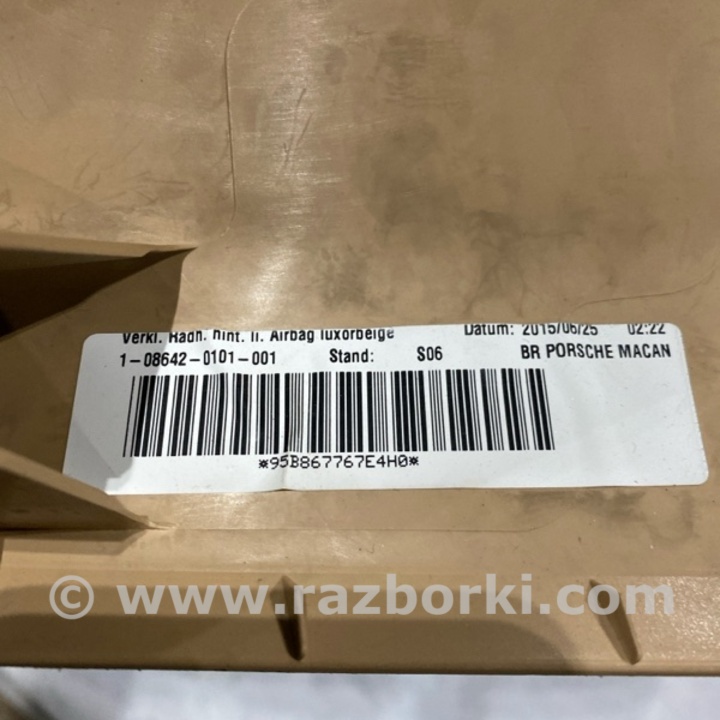 Verkl. Radh. hint. li. Airbag luxorbeige Datum: 2015/06/25 02:22
1-08642-0101-001 Stand: S06 BR PORSCHE MACAN
*95B867767E4H0*
© www.razborki.com